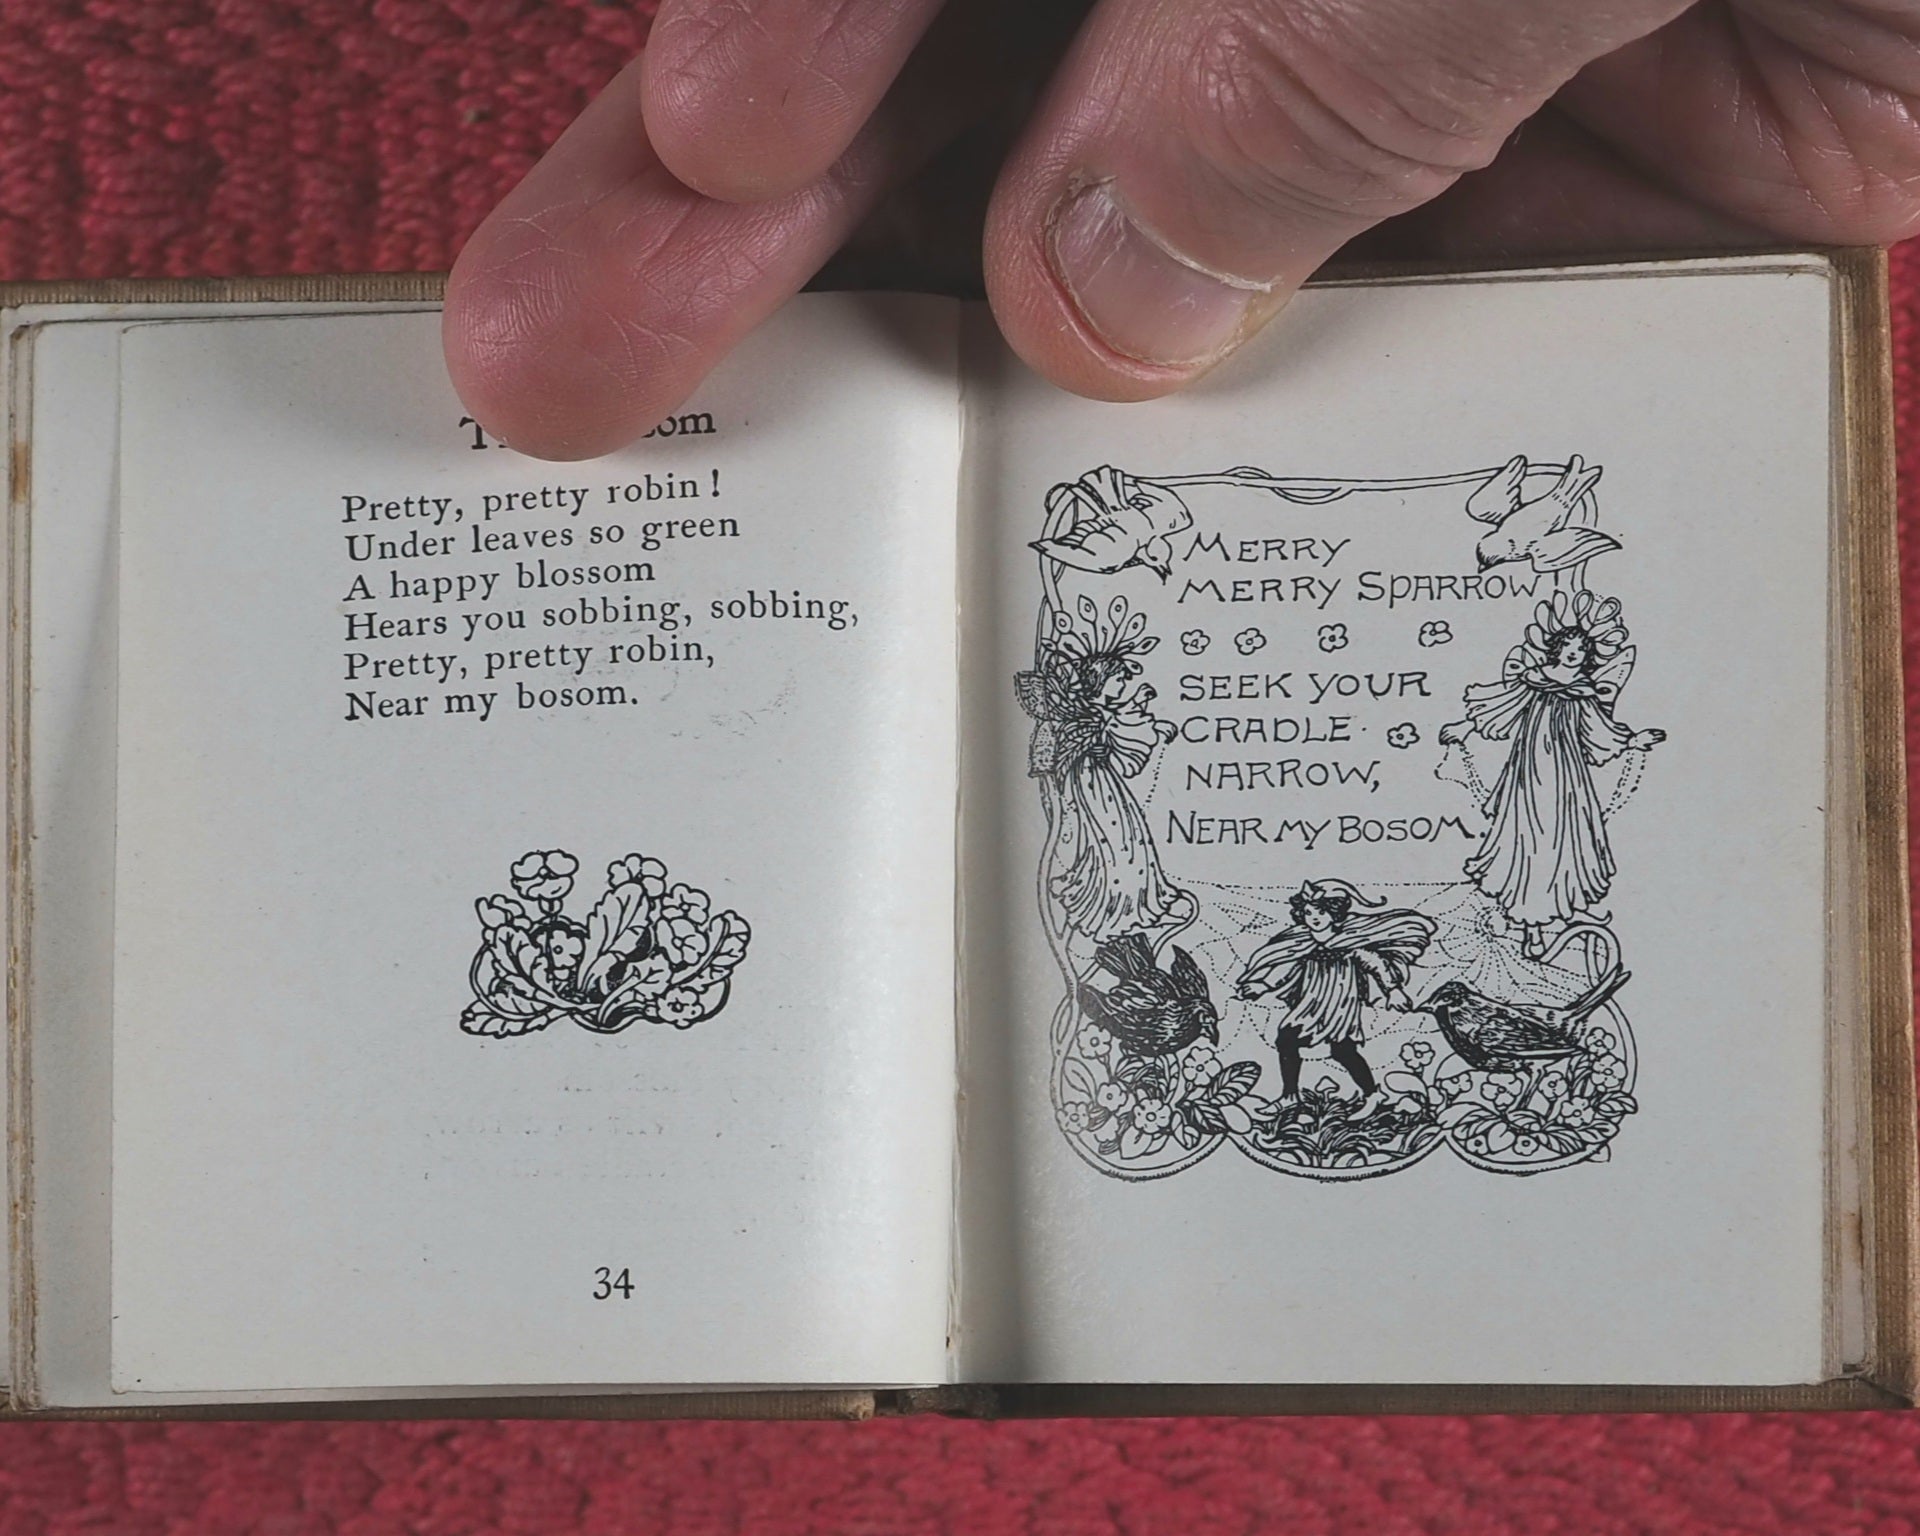 Pretty, pretty robin!
Under leaves so green
A happy blossom
Hears you sobbing, sobbing,
Pretty, pretty robin,
Near my bosom.
34
MERRY
MERRY SPARROW
SEEK YOUR
CRADLE
NARROW,
NEAR MY BOSOM.